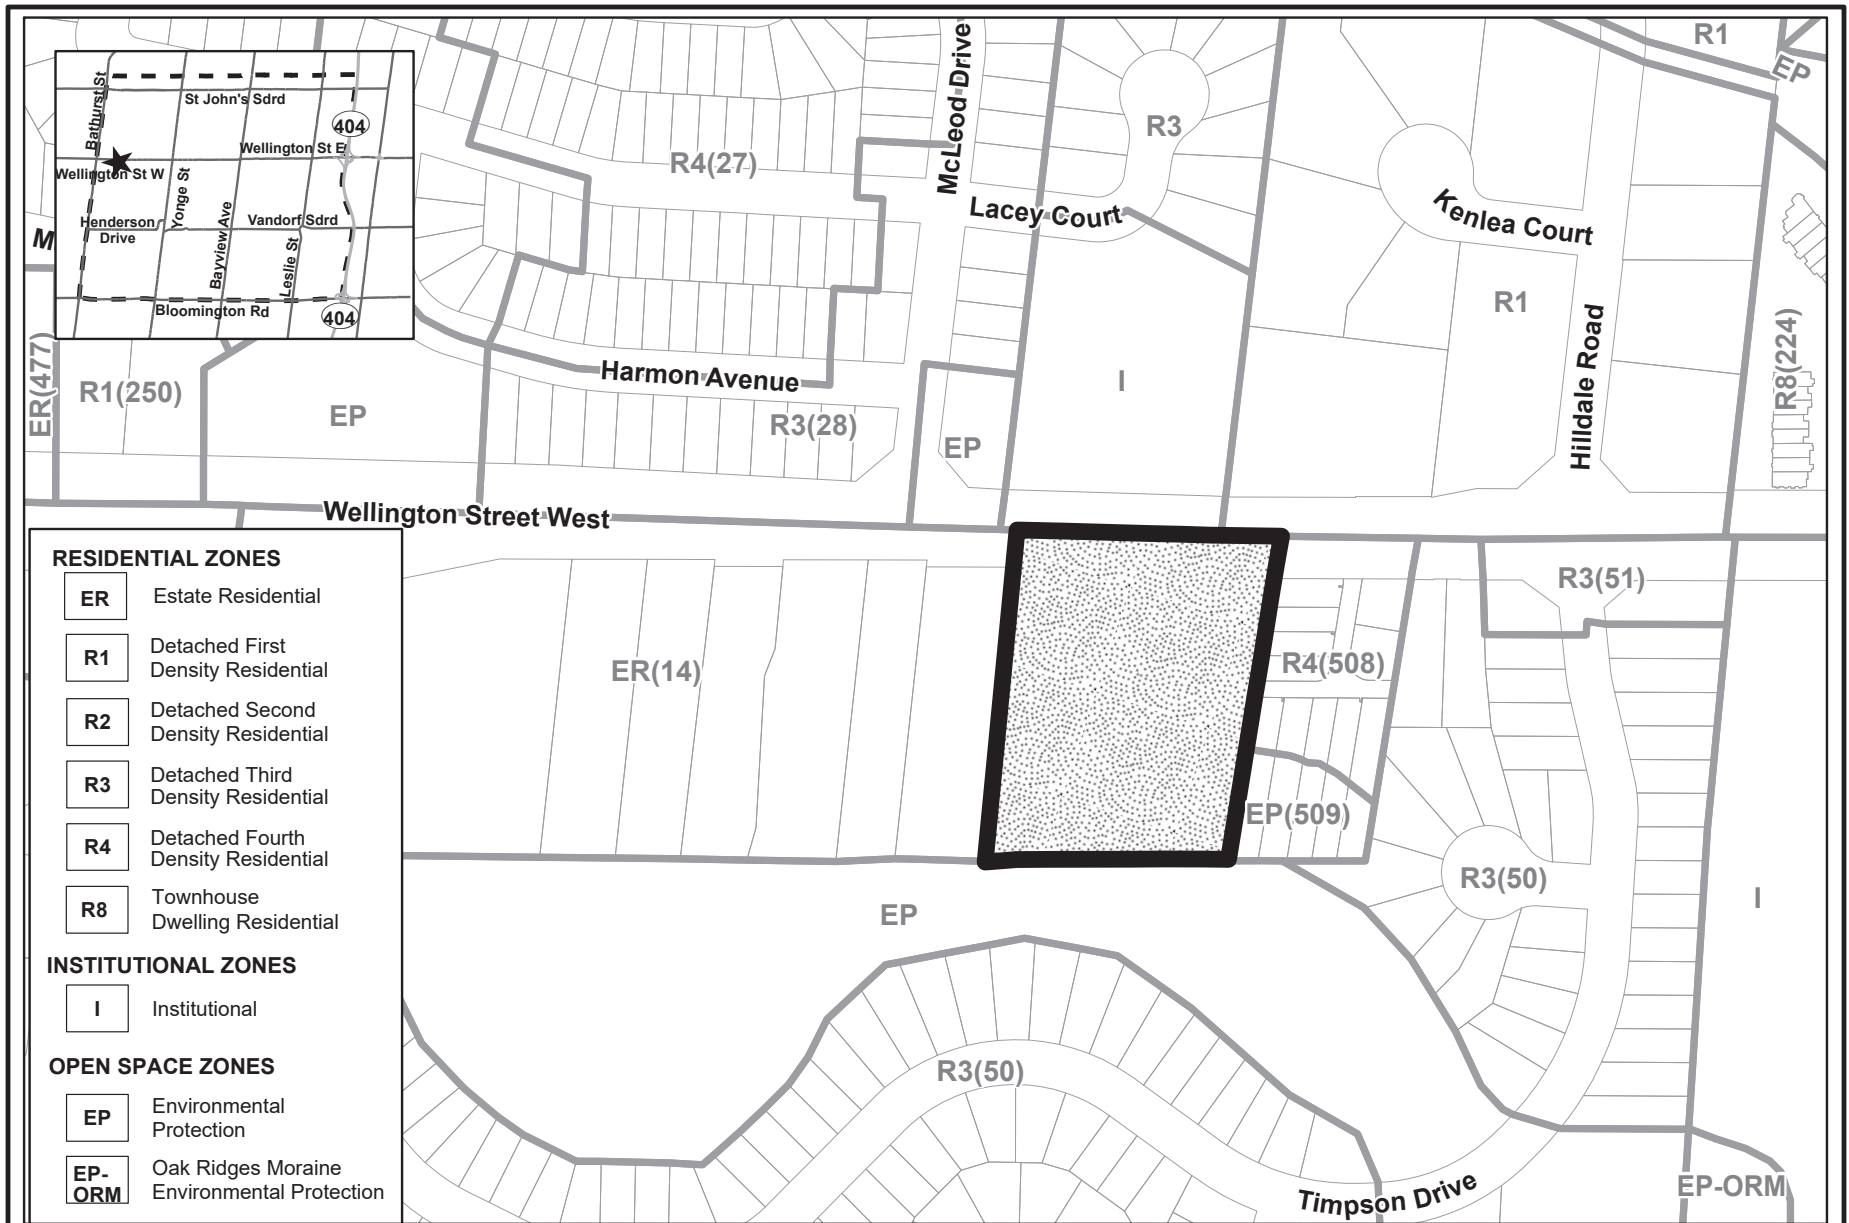 R1
EP
McLeod Drive
R3
R4(27)
Lacey Court
Kenlea Court
St John's Sdrd
Bathurst St
404
Wellington St E
Wellington St W
Yonge St
Henderson
Drive
Bayview Ave
Vandorf Sdrd
Leslie St
Bloomington Rd
404
M
ER(477)
R1(250)
EP
Harmon Avenue
R3(28)
EP
I
R1
Hilldale Road
R8(224)
Wellington Street West
RESIDENTIAL ZONES
ER
Estate Residential
R1
Detached First
Density Residential
R2
Detached Second
Density Residential
R3
Detached Third
Density Residential
R4
Detached Fourth
Density Residential
R8
Townhouse
Dwelling Residential
INSTITUTIONAL ZONES
I
Institutional
OPEN SPACE ZONES
EP
Environmental
Protection
EP-
ORM
Oak Ridges Moraine
Environmental Protection
ER(14)
R3(51)
R4(508)
EP(509)
R3(50)
EP
I
R3(50)
Timpson Drive
EP-ORM